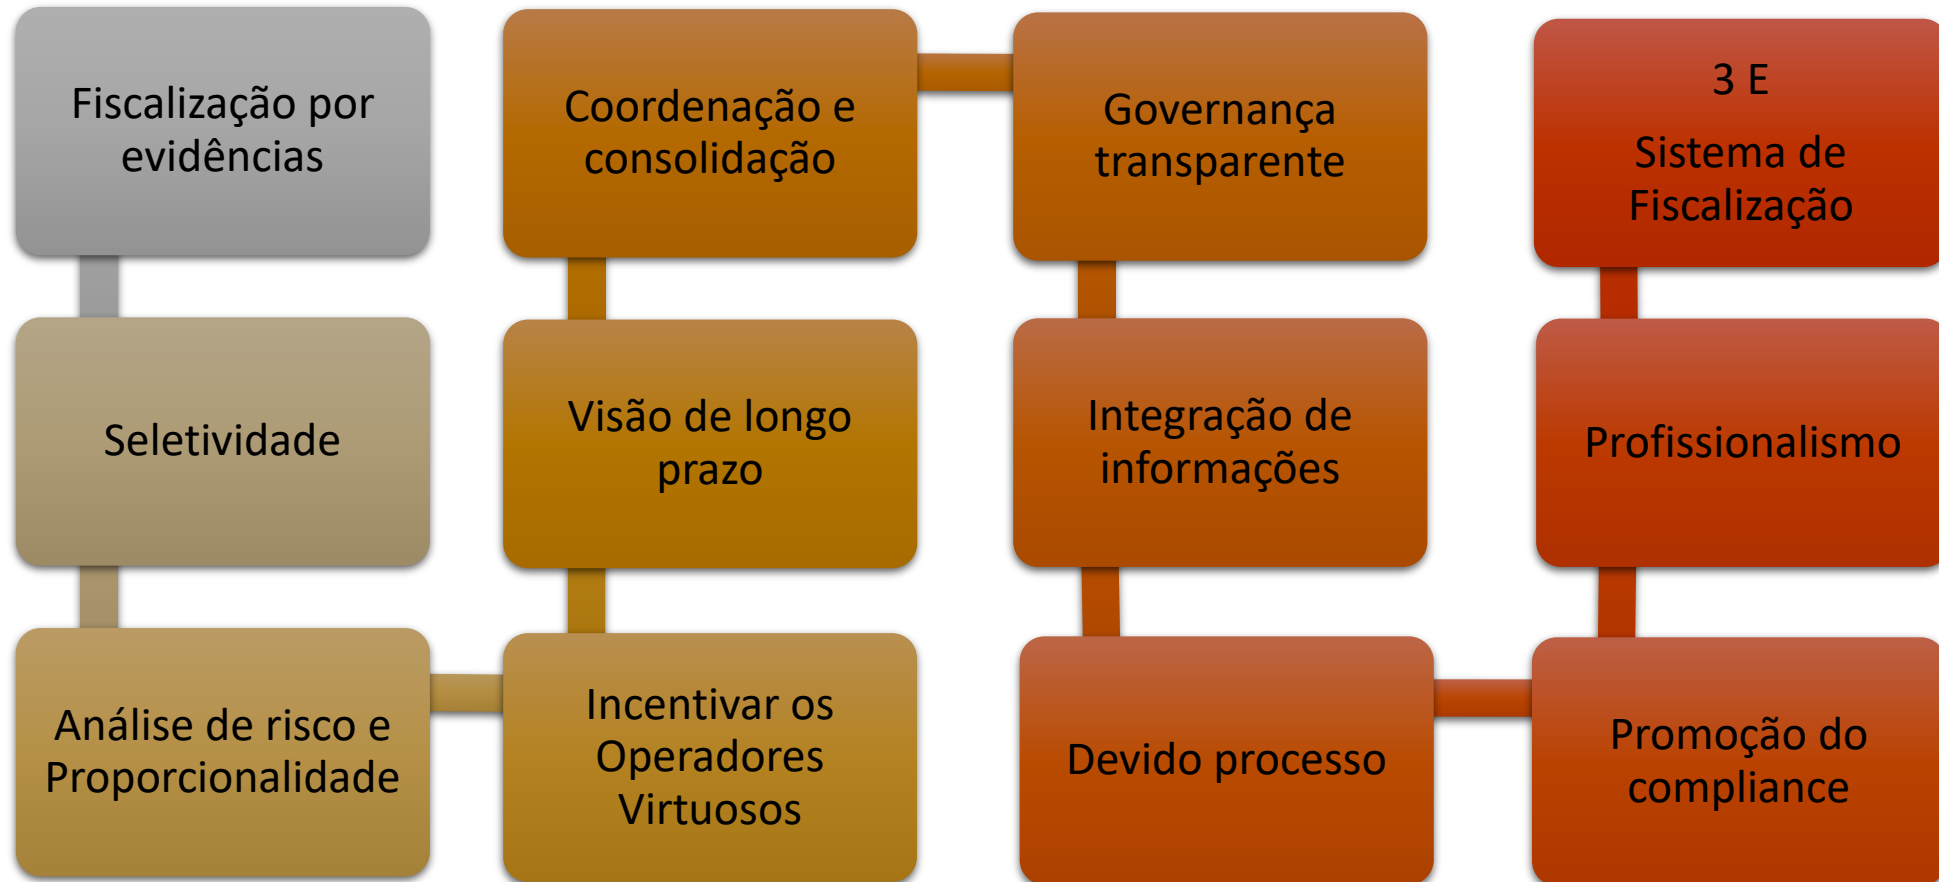 Fiscalização por
evidências
Seletividade
Análise de risco e
Proporcionalidade
Incentivar os
Operadores
Virtuosos
Visão de longo
prazo
Coordenação e
consolidação
Governança
transparente
Integração de
informações
Devido processo
Promoção do
compliance
Profissionalismo
3 E
Sistema de
Fiscalização